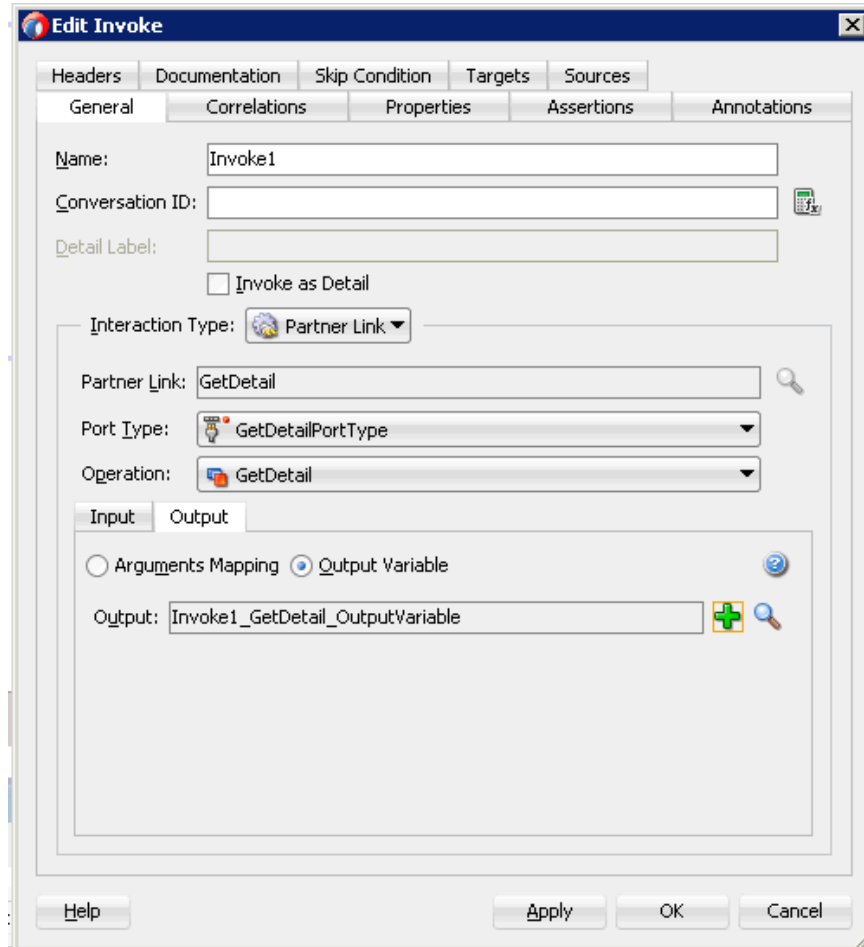 Edit Invoke
Headers Documentation Skip Condition Targets Sources
General Correlations Properties Assertions Annotations
Name: Invoke1
Conversation ID:
Detail Label:
Invoke as Detail
Interaction Type: Partner Link
Partner Link: GetDetail
Port Type: GetDetailPortType
Operation: GetDetail
Input Output
Arguments Mapping Output Variable
Output: Invoke1_GetDetail_OutputVariable
Help Apply OK Cancel